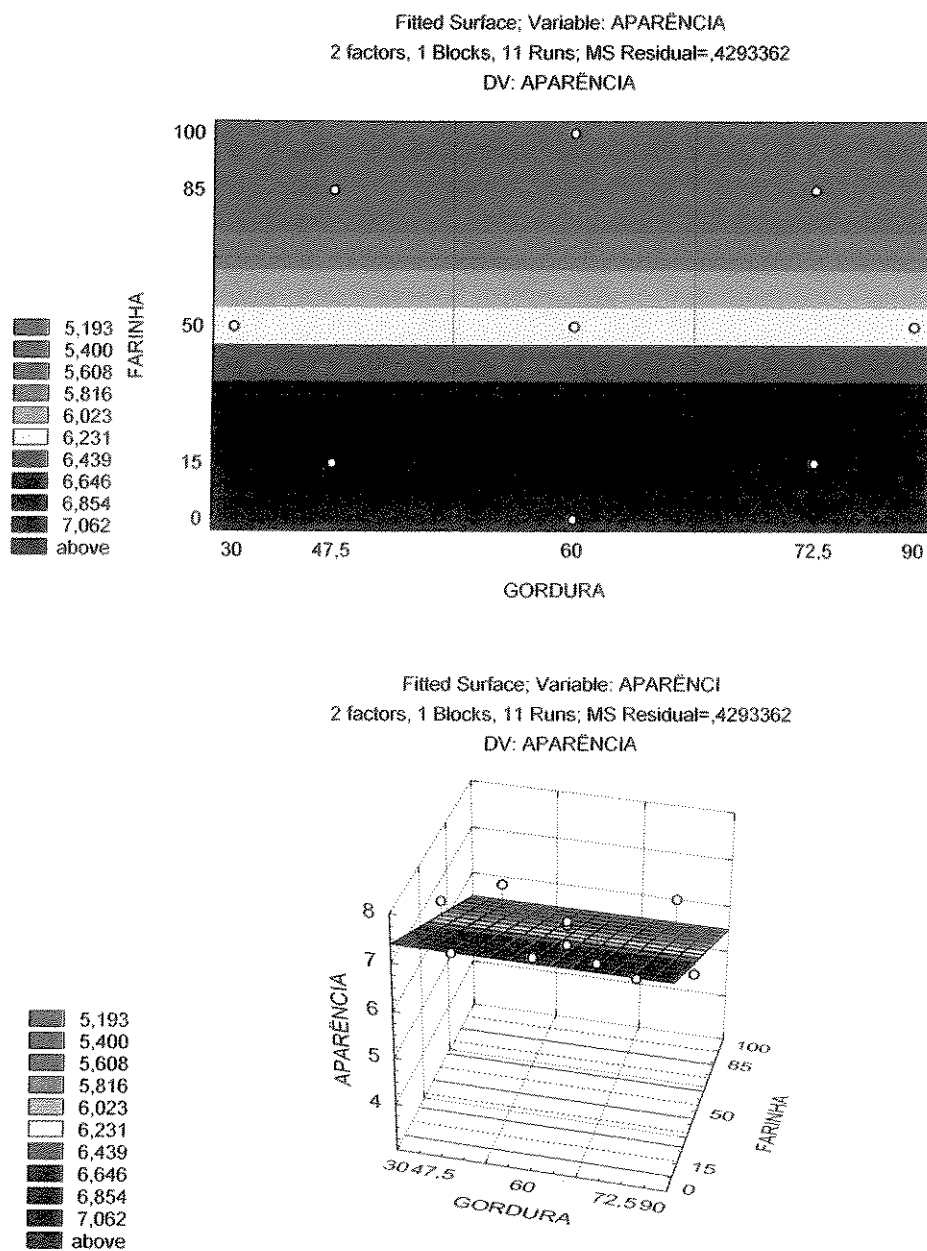 Fitted Surface; Variable: APARÊNCIA
2 factors, 1 Blocks, 11 Runs; MS Residual=,4293362
DV: APARÊNCIA
100
85
50
15
0
FARINHA
5,193
5,400
5,608
5,816
6,023
6,231
6,439
6,646
6,854
7,062
above
30 47,5 60 72,5 90
GORDURA
Fitted Surface; Variable: APARÊNCI
2 factors, 1 Blocks, 11 Runs; MS Residual=,4293362
DV: APARÊNCIA
8
7
6
5
4
APARÊNCIA
100
85
50
15
0
FARINHA
30 47,5 60 72,5 90
GORDURA
5,193
5,400
5,608
5,816
6,023
6,231
6,439
6,646
6,854
7,062
above